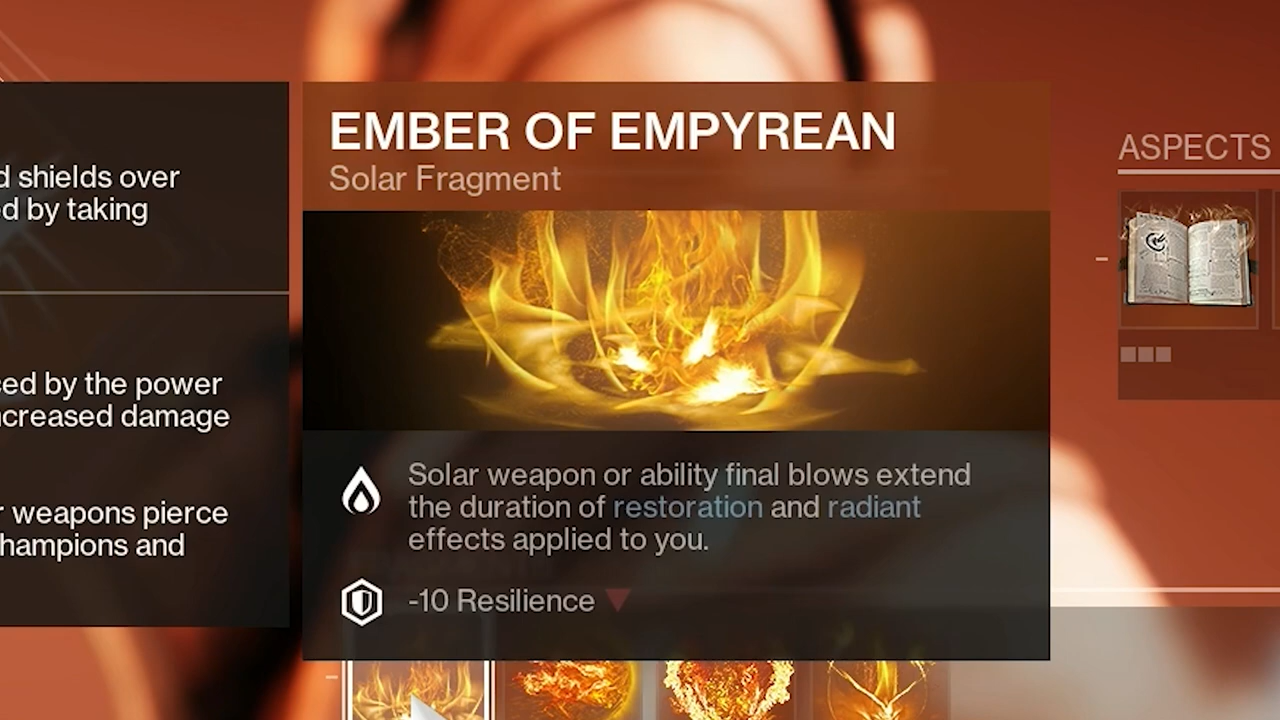 d shields over
d by taking
ced by the power
ncreased damage
r weapons pierce
hampions and
EMBER OF EMPYREAN
Solar Fragment
Solar weapon or ability final blows extend
the duration of restoration and radiant
effects applied to you.
-10 Resilience
ASPECTS